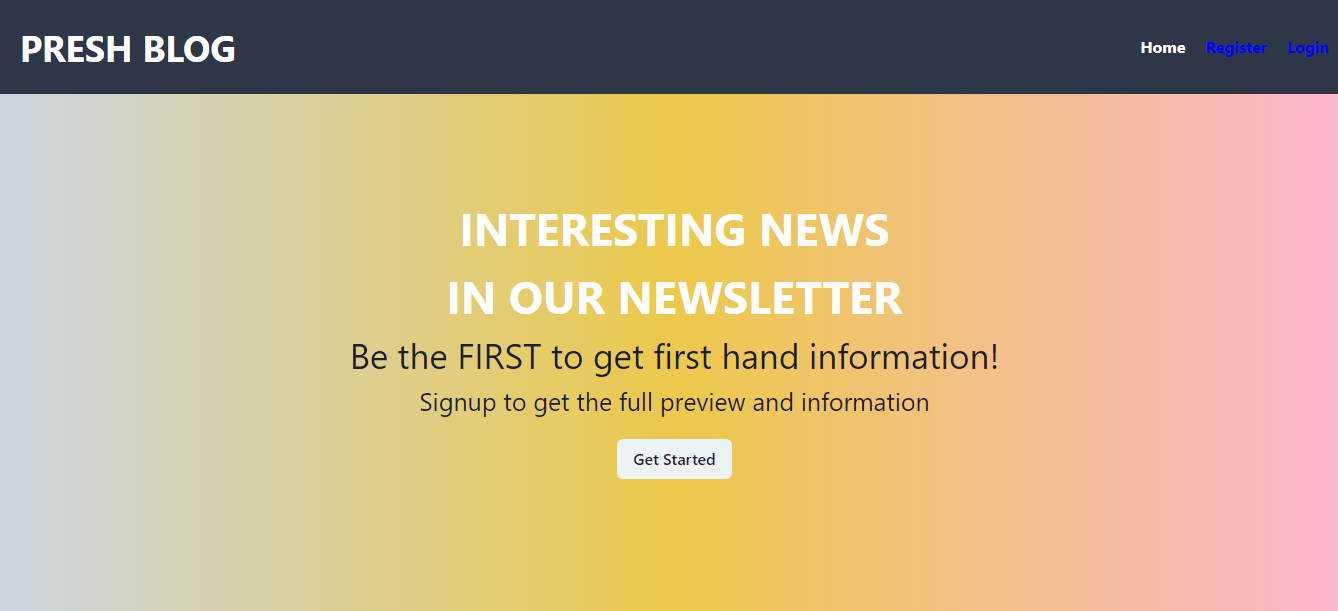 PRESH BLOG
Home Register Login
INTERESTING NEWS
IN OUR NEWSLETTER
Be the FIRST to get first hand information!
Signup to get the full preview and information
Get Started